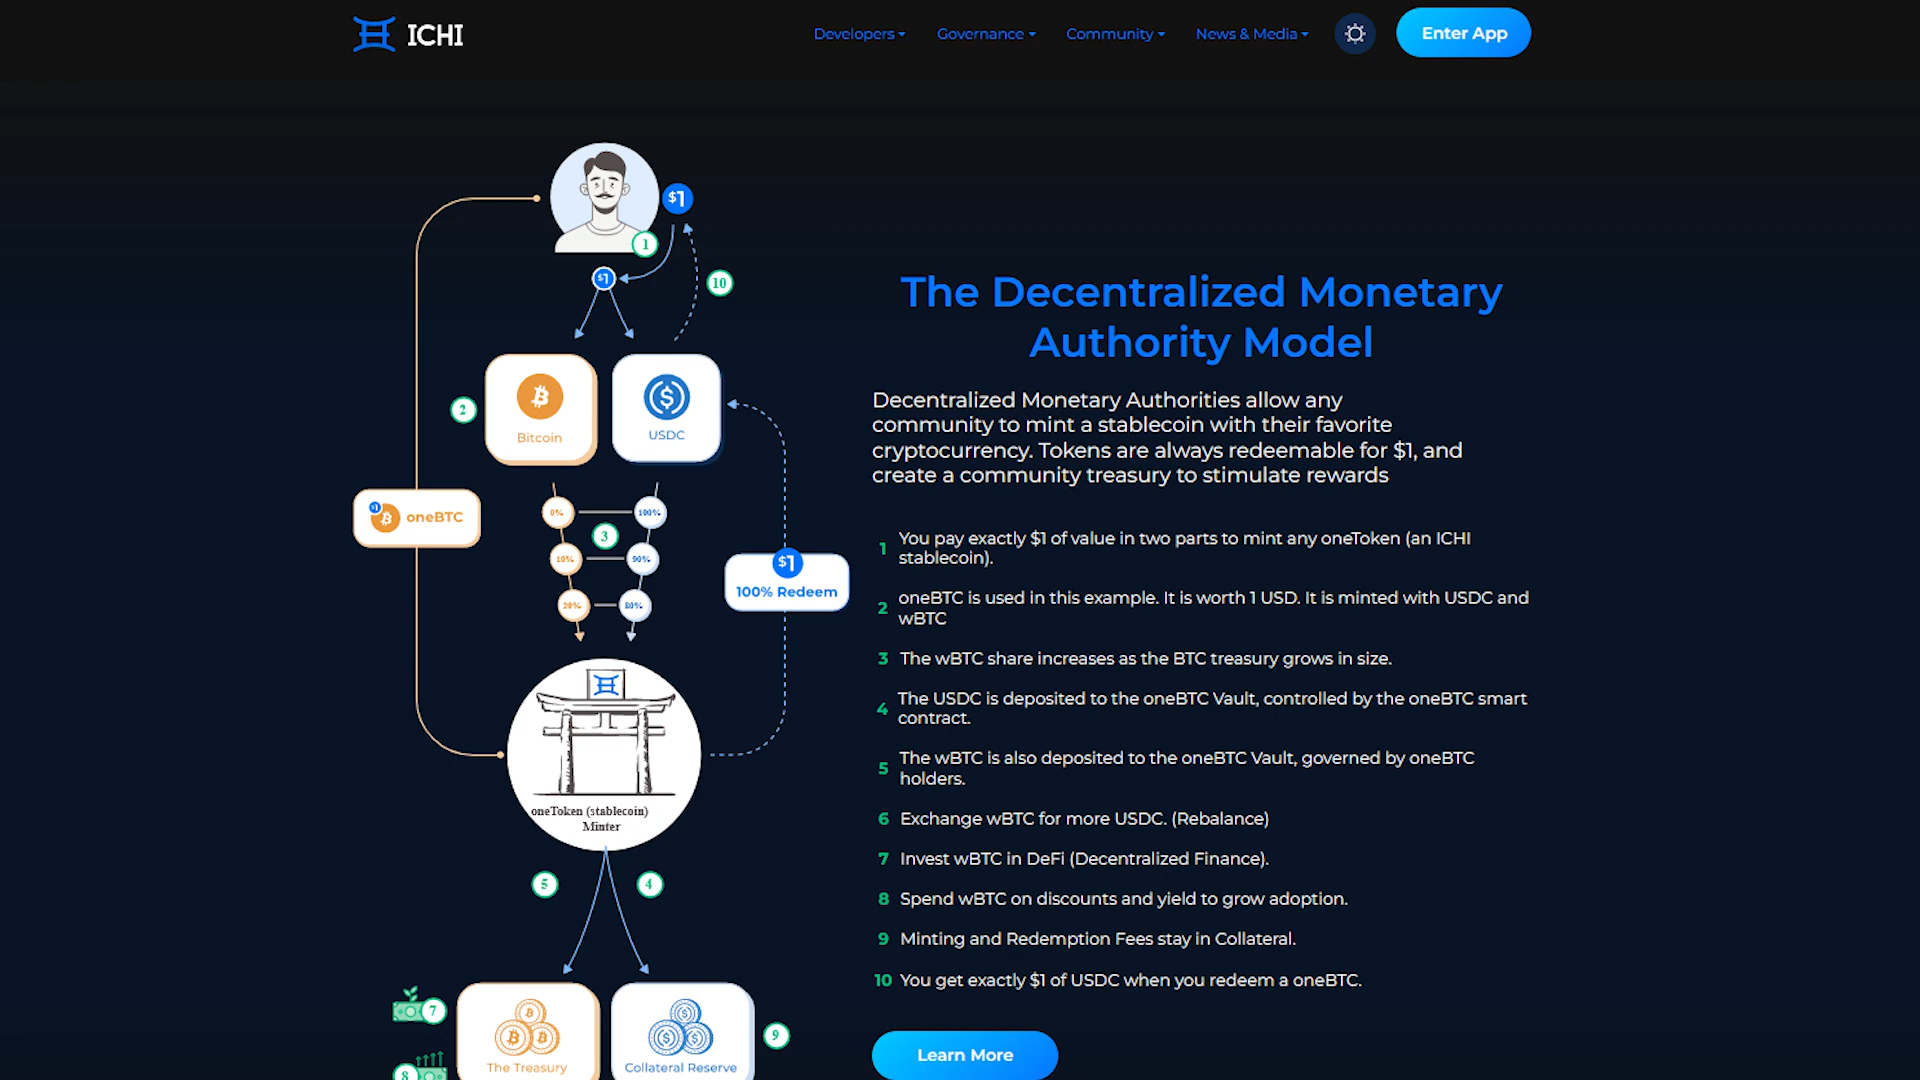 ICHI
Developers
Governance
Community
News & Media
Enter App
$1
1
$1
10
Bitcoin
USDC
2
oneBTC
0%
100%
3
10%
90%
20%
80%
$1
100% Redeem
oneToken (stablecoin)
Minter
5
4
7
8
9
The Treasury
Collateral Reserve
The Decentralized Monetary
Authority Model
Decentralized Monetary Authorities allow any
community to mint a stablecoin with their favorite
cryptocurrency. Tokens are always redeemable for $1, and
create a community treasury to stimulate rewards
1 You pay exactly $1 of value in two parts to mint any oneToken (an ICHI
stablecoin).
2 oneBTC is used in this example. It is worth 1 USD. It is minted with USDC and
wBTC
3 The wBTC share increases as the BTC treasury grows in size.
4 The USDC is deposited to the oneBTC Vault, controlled by the oneBTC smart
contract.
5 The wBTC is also deposited to the oneBTC Vault, governed by oneBTC
holders.
6 Exchange wBTC for more USDC. (Rebalance)
7 Invest wBTC in DeFi (Decentralized Finance).
8 Spend wBTC on discounts and yield to grow adoption.
9 Minting and Redemption Fees stay in Collateral.
10 You get exactly $1 of USDC when you redeem a oneBTC.
Learn More